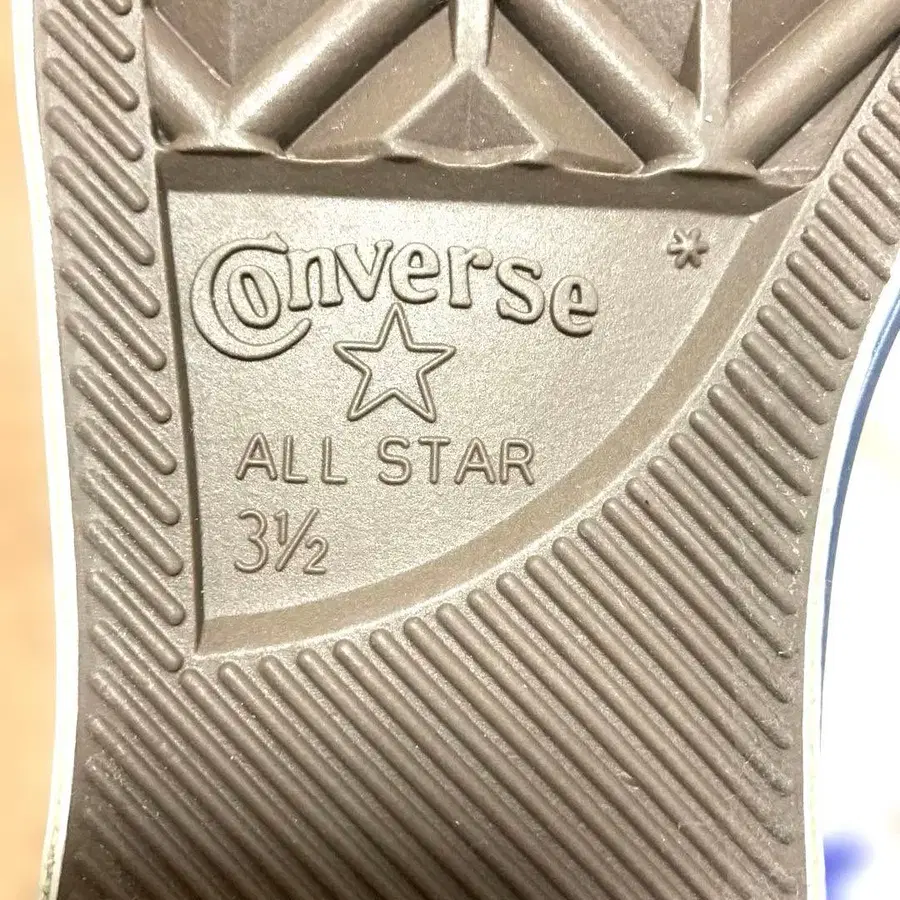 Converse
*
ALL STAR
3½